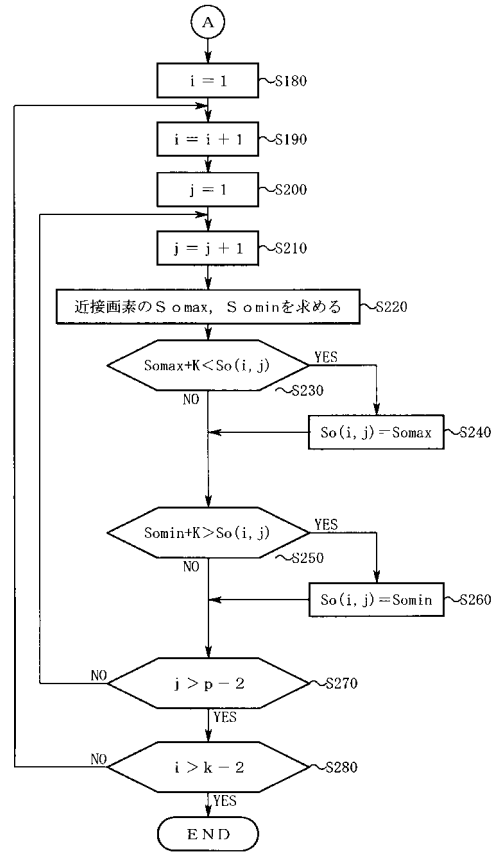 A
i = 1
S180
i = i + 1
S190
j = 1
S200
j = j + 1
S210
近接画素のＳｏmax, Ｓｏminを求める
S220
Somax+K<So(i,j)
YES
S230
NO
So(i,j)=Somax
S240
Somin+K>So(i,j)
YES
S250
NO
So(i,j)=Somin
S260
NO
j > p − 2
S270
YES
NO
i > k − 2
S280
YES
END